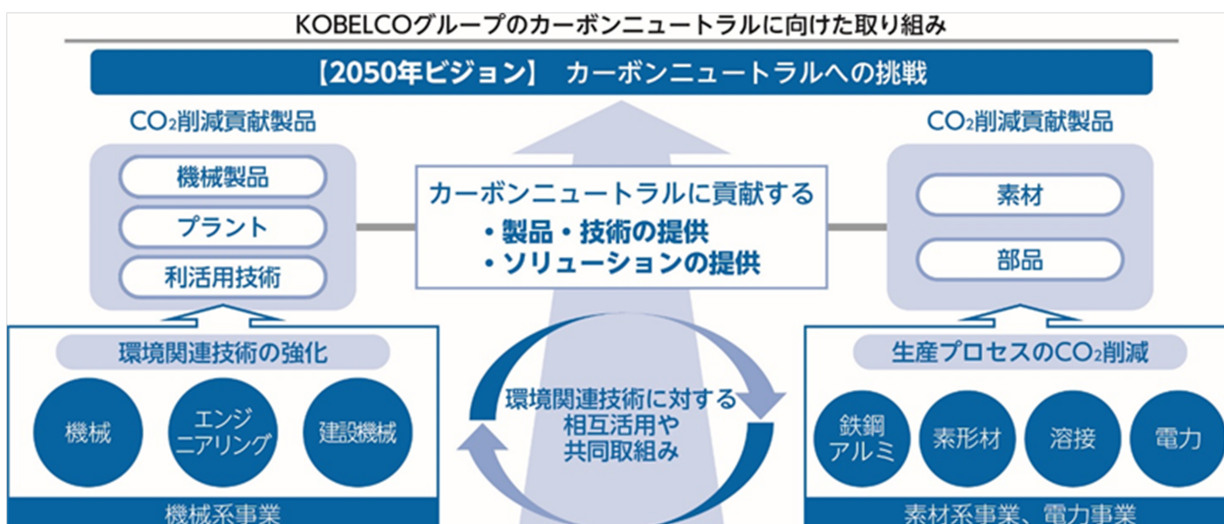 KOBELCOグループのカーボンニュートラルに向けた取り組み
【2050年ビジョン】 カーボンニュートラルへの挑戦
CO₂削減貢献製品
機械製品
プラント
利活用技術
カーボンニュートラルに貢献する
・製品・技術の提供
・ソリューションの提供
CO₂削減貢献製品
素材
部品
環境関連技術の強化
機械
エンジ
ニアリング
建設機械
機械系事業
環境関連技術に対する
相互活用や
共同取組み
生産プロセスのCO₂削減
鉄鋼
アルミ
素形材
溶接
電力
素材系事業、電力事業